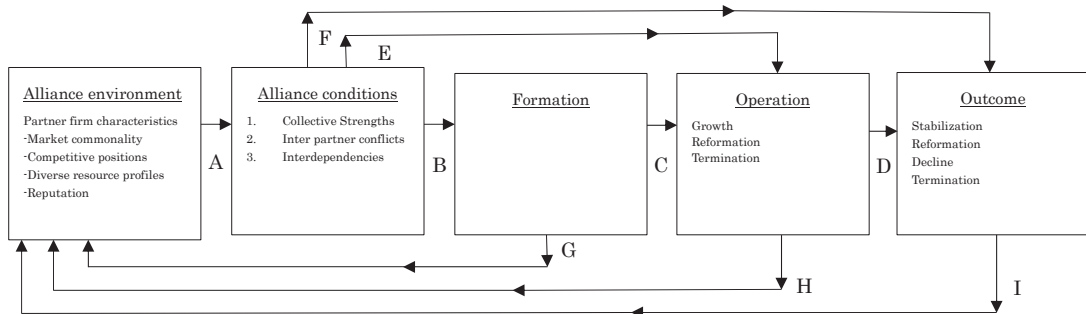 F
E
Alliance environment
Partner firm characteristics
-Market commonality
-Competitive positions
-Diverse resource profiles
-Reputation
A
Alliance conditions
1. Collective Strengths
2. Inter partner conflicts
3. Interdependencies
B
Formation
C
Operation
Growth
Reformation
Termination
D
Outcome
Stabilization
Reformation
Decline
Termination
G
H
I